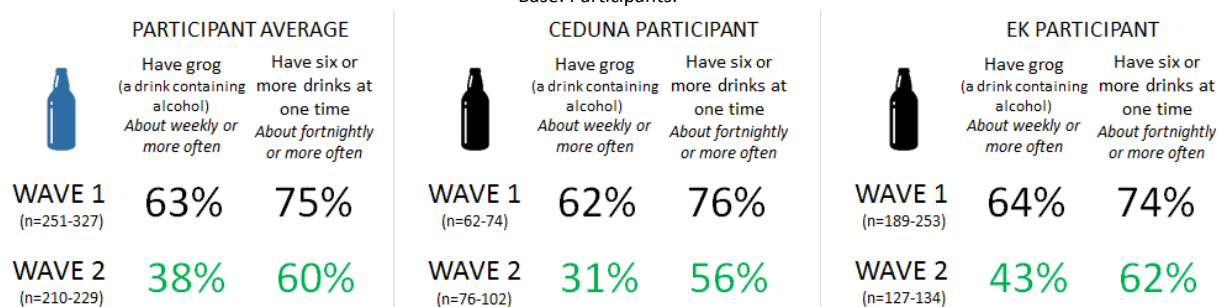 Base: Participants.
PARTICIPANT AVERAGE
Have grog
(a drink containing
alcohol)
About weekly or
more often
Have six or
more drinks at
one time
About fortnightly
or more often
WAVE 1
(n=251-327)
63%
75%
WAVE 2
(n=210-229)
38%
60%
CEDUNA PARTICIPANT
Have grog
(a drink containing
alcohol)
About weekly or
more often
Have six or
more drinks at
one time
About fortnightly
or more often
WAVE 1
(n=62-74)
62%
76%
WAVE 2
(n=76-102)
31%
56%
EK PARTICIPANT
Have grog
(a drink containing
alcohol)
About weekly or
more often
Have six or
more drinks at
one time
About fortnightly
or more often
WAVE 1
(n=189-253)
64%
74%
WAVE 2
(n=127-134)
43%
62%